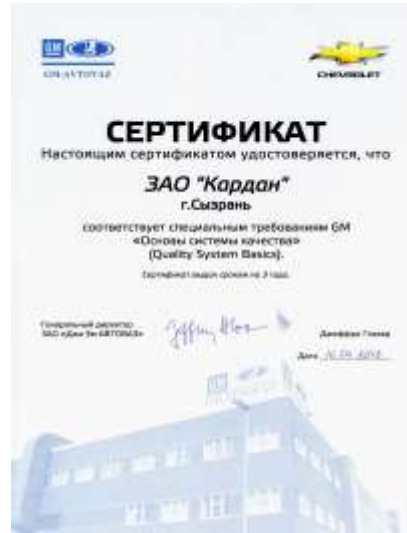 GM
GM-AVTOVAZ
CHEVROLET
СЕРТИФИКАТ
Настоящим сертификатом удостоверяется, что
ЗАО "Кардан"
г.Сызрань
соответствует специальным требованиям GM
«Основы системы качества»
(Quality System Basics).
Сертификат выдан сроком на 3 года.
Генеральный директор
ЗАО «Джи Эм-АВТОВАЗ»
Джеффри Гловер
Дата